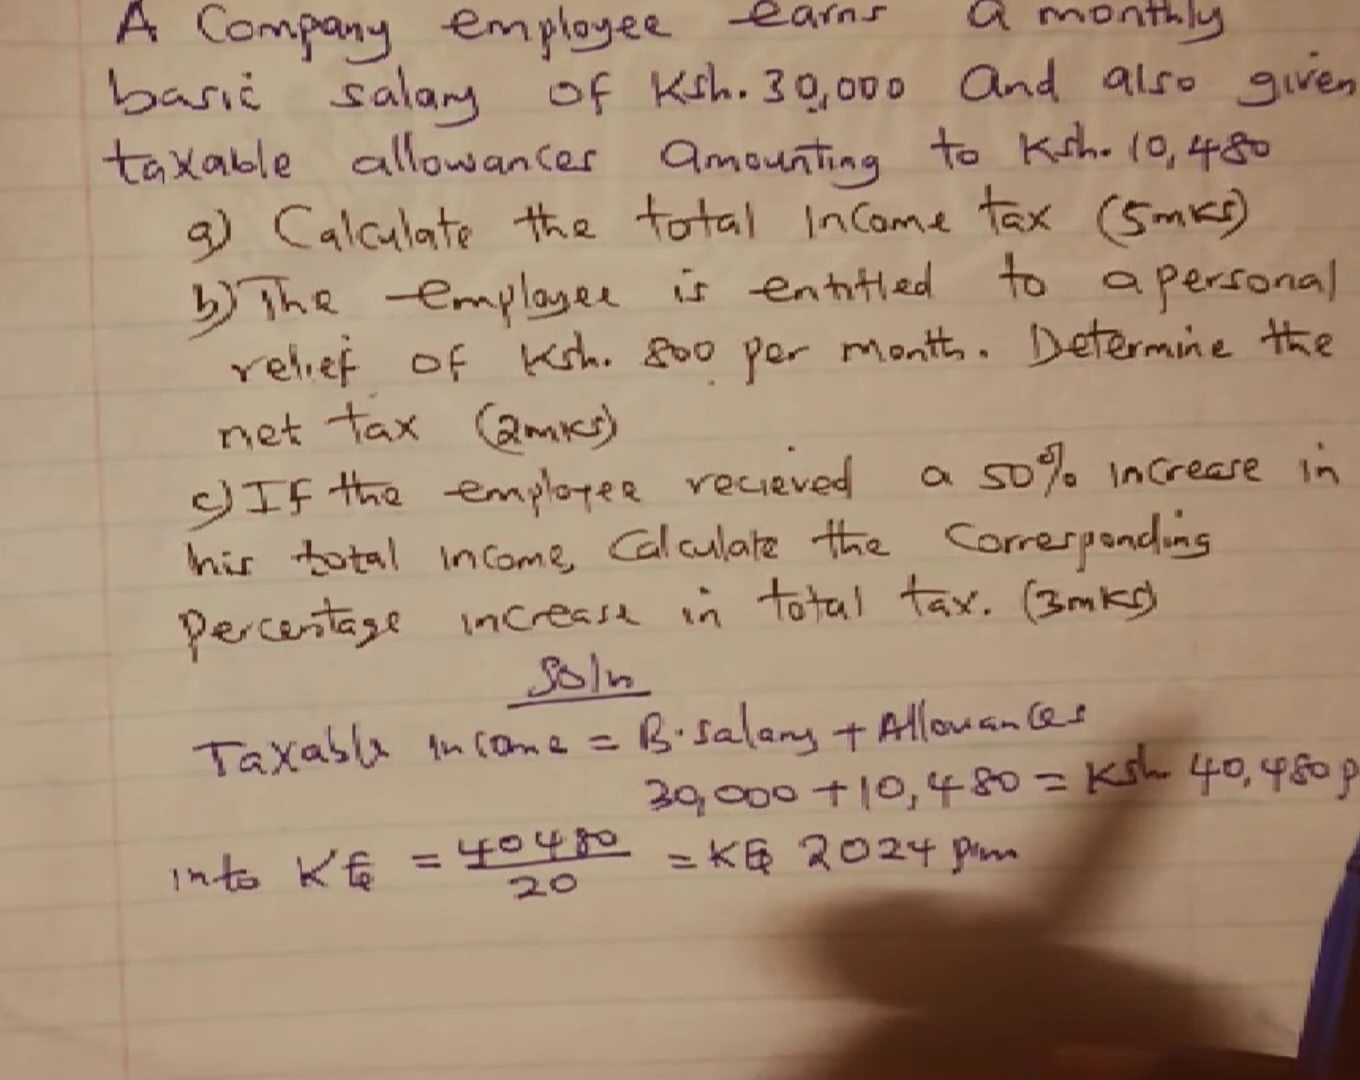 A Company employee earns a monthly
basic salary of Ksh. 30,000 and also given
taxable allowances amounting to Ksh. 10,480
a) Calculate the total income tax (5mks)
b) The employee is entitled to a personal
relief of Ksh. 800 per month. Determine the
net tax (2mks)
c) If the employee recieved a 50% increase in
his total income, Calculate the Corresponding
Percentage increase in total tax. (3mks)
Soln
Taxable income = B. Salary + Allowances
30,000 + 10,480 = Ksh 40,480 p
into K£ = 40480/20 = K£ 2024 p.m